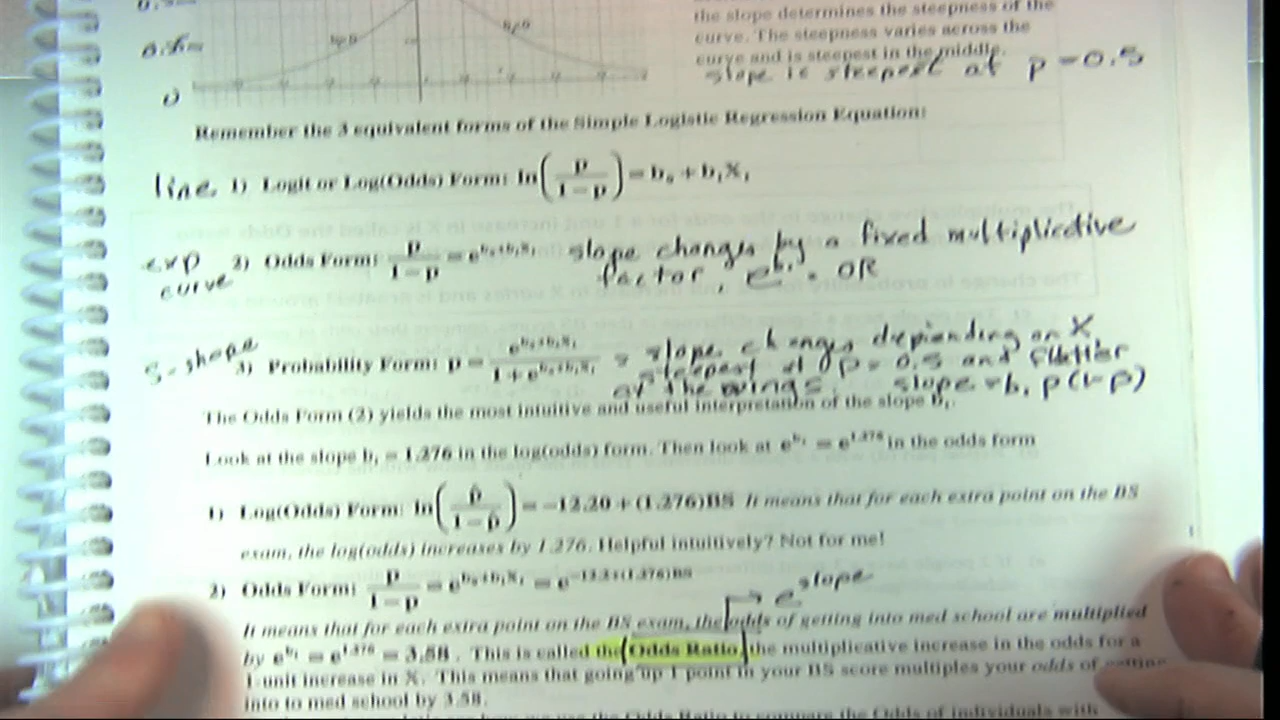 the slope determines the steepness of the
curve. The steepness varies across the
curve and is steepest in the middle.
slope is steepest at p = 0.5
0
Remember the 3 equivalent forms of the Simple Logistic Regression Equation:
line 1) Logit or Log(Odds) Form: ln(p/(1-p)) = b₀ + b₁X₁
exp curve 2) Odds Form: p/(1-p) = e^(b₀+b₁X₁) slope changes by a fixed multiplicative
factor, e^b₁ = OR
S-shape 3) Probability Form: p = e^(b₀+b₁X₁)/(1+e^(b₀+b₁X₁)) = slope changes depending on X,
steepest at p = 0.5 and flatter
at the wings. slope = b₁ p(1-p)
The Odds Form (2) yields the most intuitive and useful interpretation of the slope b₁.
Look at the slope b₁ = 1.276 in the log(odds) form. Then look at e^b₁ = e^1.276 in the odds form
1) Log(Odds) Form: ln(p̂/(1-p̂)) = -12.20 + (1.276)BS It means that for each extra point on the BS
exam, the log(odds) increases by 1.276. Helpful intuitively? Not for me!
2) Odds Form: p/(1-p) = e^(b₀+b₁X₁) = e^(-12.2+(1.276)BS)
e^slope
It means that for each extra point on the BS exam, the odds of getting into med school are multiplied
by e^b₁ = e^1.276 = 3.58. This is called the Odds Ratio, the multiplicative increase in the odds for a
1-unit increase in X. This means that going up 1 point in your BS score multiplies your odds of getting
into to med school by 3.58.